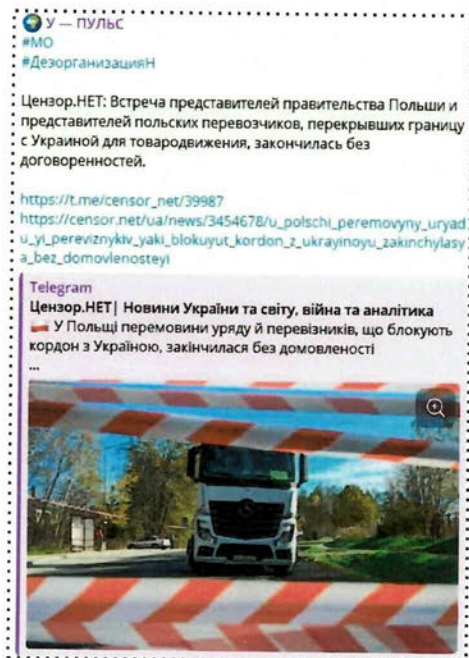 У — ПУЛЬС
#МО
#ДезорганизацияН
Цензор.НЕТ: Встреча представителей правительства Польши и
представителей польских перевозчиков, перекрывших границу
с Украиной для товародвижения, закончилась без
договоренностей.
https://t.me/censor_net/39987
https://censor.net/ua/news/3454678/u_polschi_peremovyny_uryad
u_yi_pereviznykiv_yaki_blokuyut_kordon_z_ukrayinoyu_zakinchylasy
a_bez_domovlenosteyi
Telegram
Цензор.НЕТ| Новини України та світу, війна та аналітика
У Польщі перемовини уряду й перевізників, що блокують
кордон з Україною, закінчилася без домовленості
...